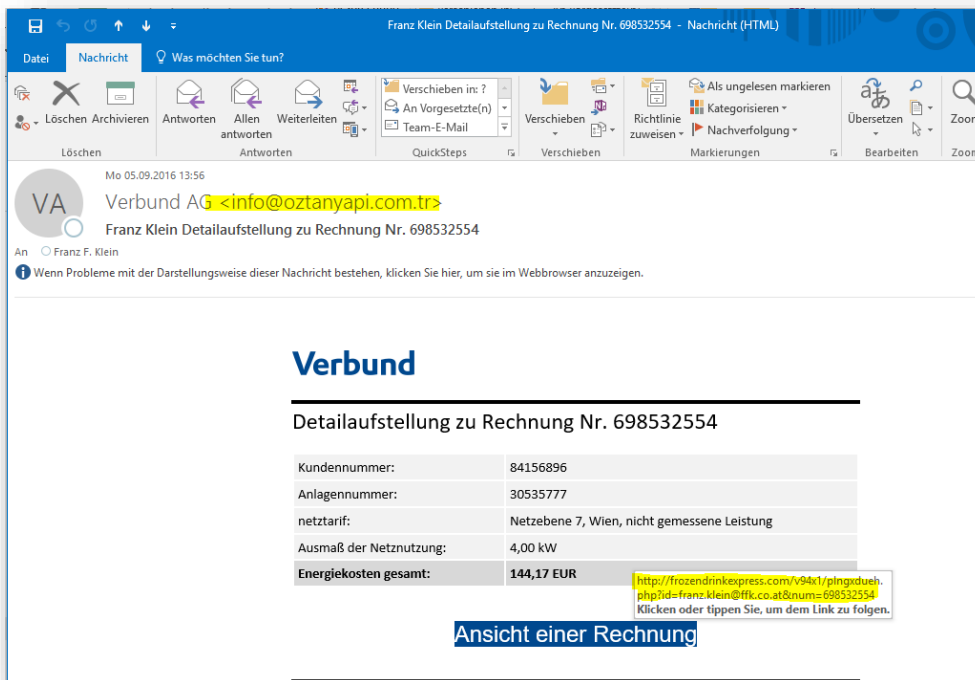 Franz Klein Detailaufstellung zu Rechnung Nr. 698532554 - Nachricht (HTML)
Datei Nachricht Was möchten Sie tun?
Löschen Archivieren
Antworten Allen antworten Weiterleiten
Verschieben in: ?
An Vorgesetzte(n)
Team-E-Mail
Verschieben
Richtlinie zuweisen
Als ungelesen markieren
Kategorisieren
Nachverfolgung
Übersetzen
Zoom
Löschen Antworten QuickSteps Verschieben Markierungen Bearbeiten Zoom
Mo 05.09.2016 13:56
VA
Verbund AG <info@oztanyapi.com.tr>
Franz Klein Detailaufstellung zu Rechnung Nr. 698532554
An Franz F. Klein
Wenn Probleme mit der Darstellungsweise dieser Nachricht bestehen, klicken Sie hier, um sie im Webbrowser anzuzeigen.
Verbund
Detailaufstellung zu Rechnung Nr. 698532554
Kundennummer: 84156896
Anlagennummer: 30535777
netztarif: Netzebene 7, Wien, nicht gemessene Leistung
Ausmaß der Netznutzung: 4,00 kW
Energiekosten gesamt: 144,17 EUR
http://frozendrinkexpress.com/v94x1/plngxdueh.
php?id=franz.klein@ffk.co.at&num=698532554
Klicken oder tippen Sie, um dem Link zu folgen.
Ansicht einer Rechnung